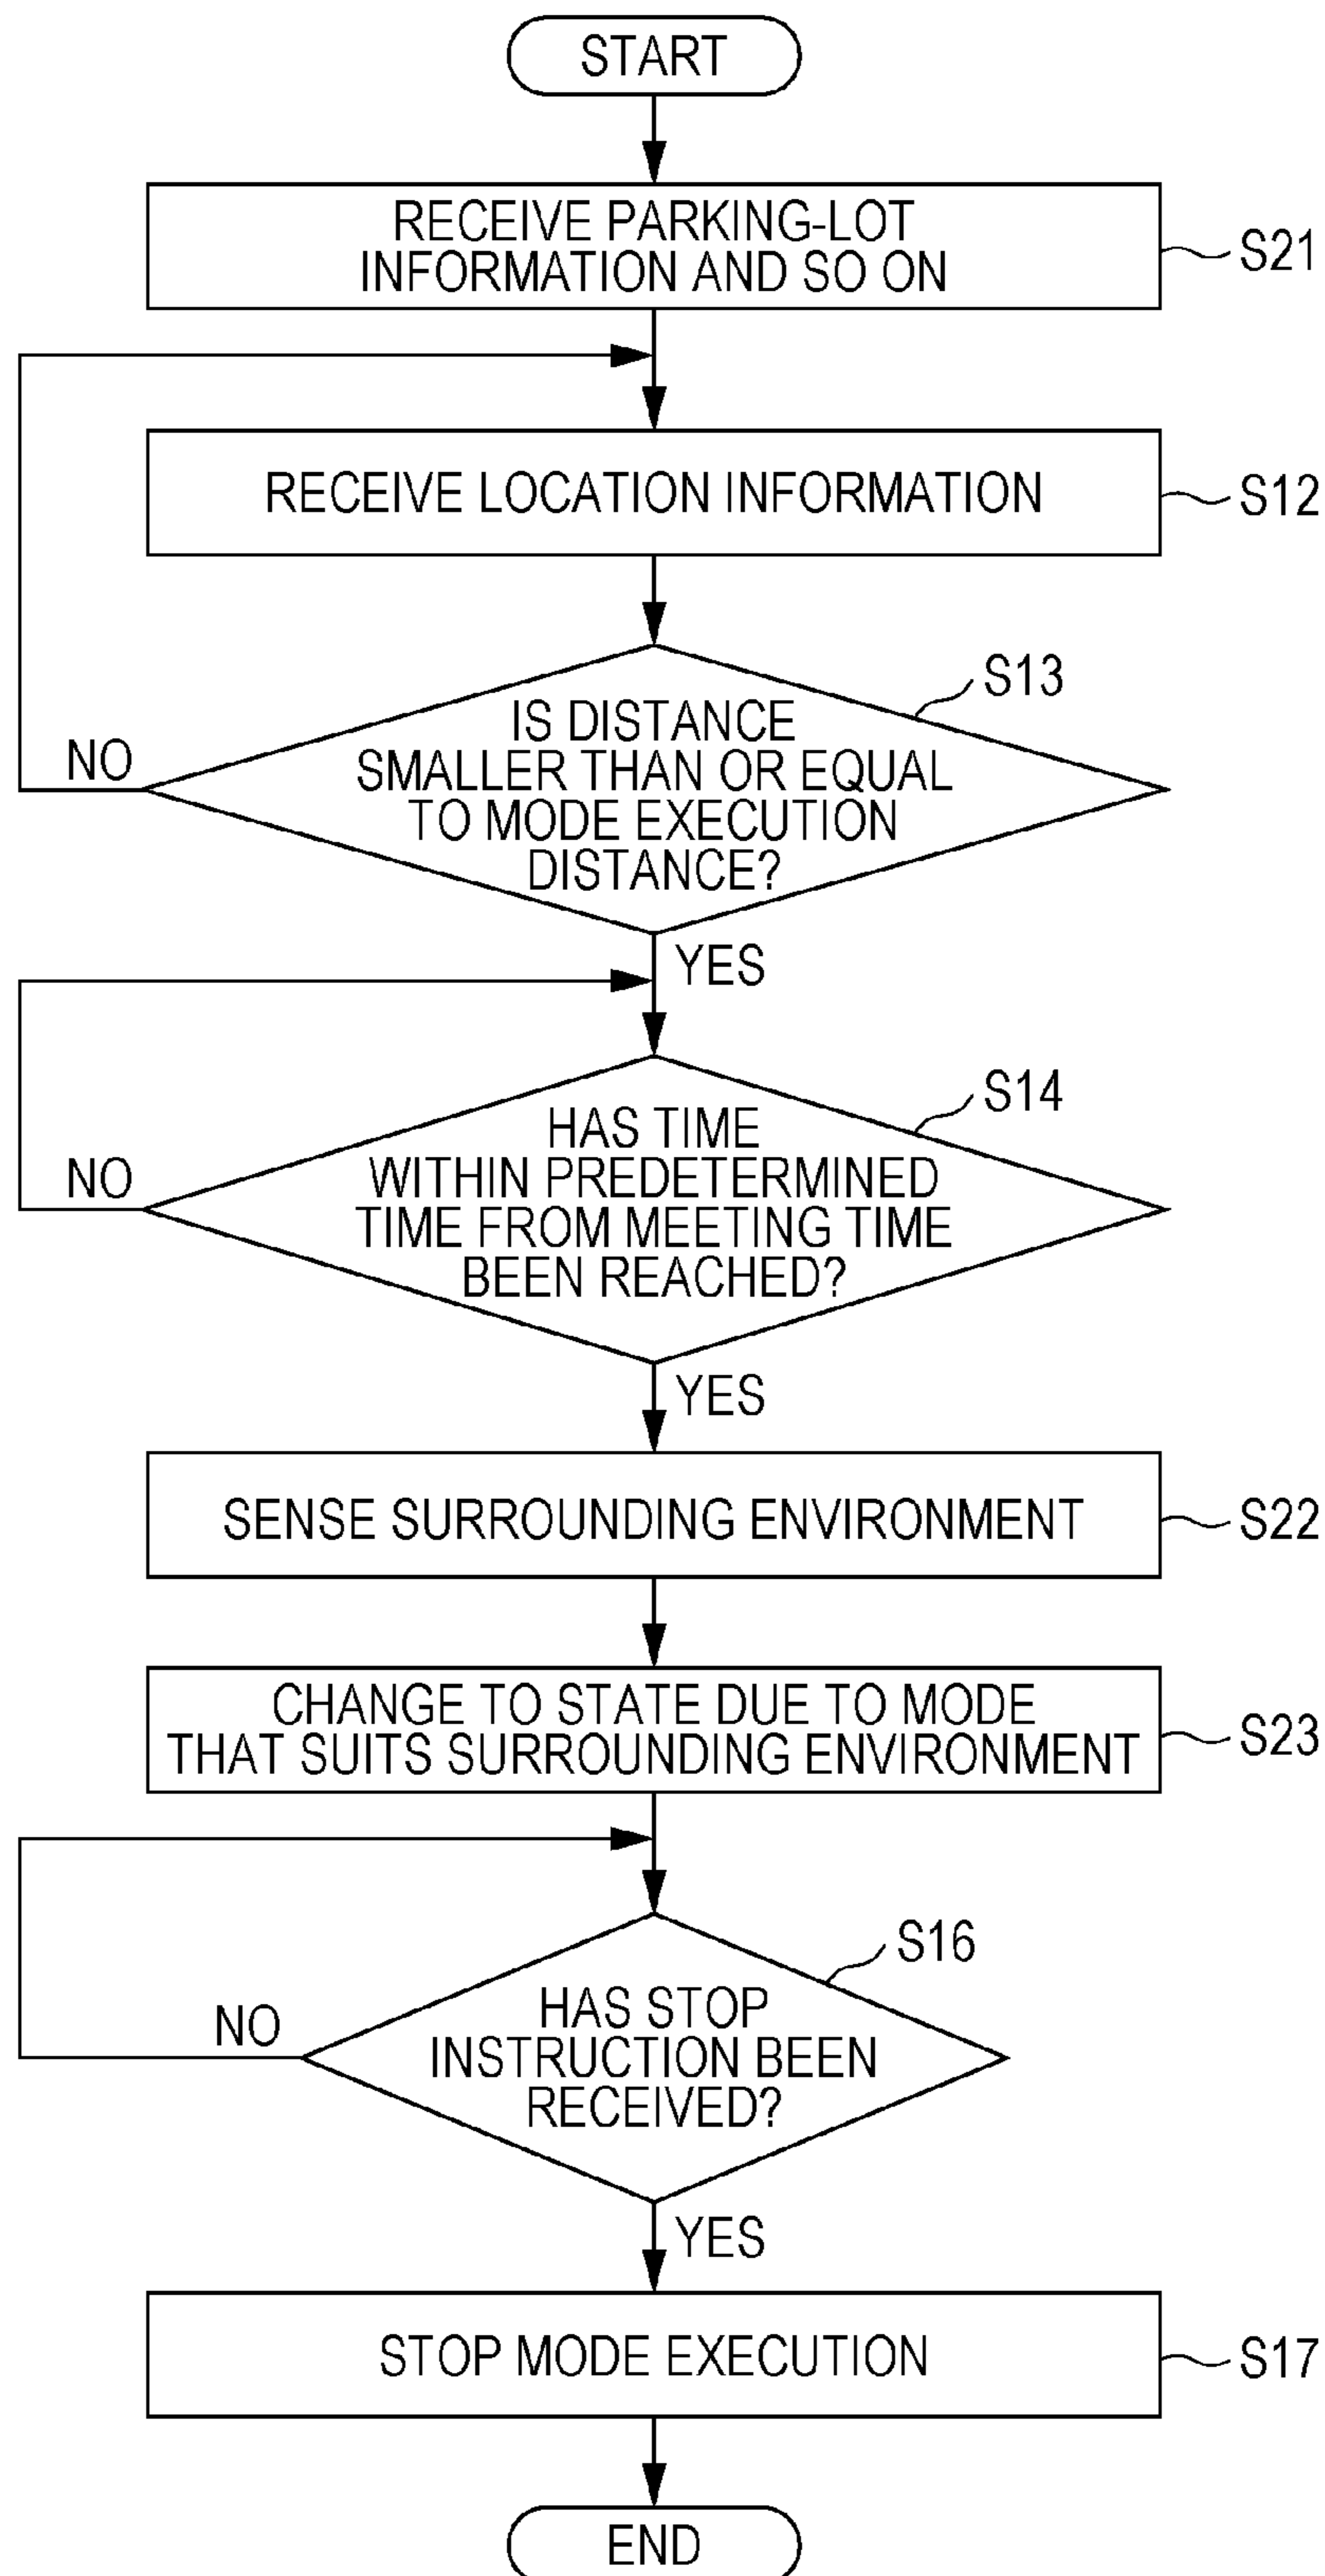 START
RECEIVE PARKING-LOT
INFORMATION AND SO ON
S21
RECEIVE LOCATION INFORMATION
S12
S13
IS DISTANCE
SMALLER THAN OR EQUAL
TO MODE EXECUTION
DISTANCE?
NO
YES
S14
HAS TIME
WITHIN PREDETERMINED
TIME FROM MEETING TIME
BEEN REACHED?
NO
YES
SENSE SURROUNDING ENVIRONMENT
S22
CHANGE TO STATE DUE TO MODE
THAT SUITS SURROUNDING ENVIRONMENT
S23
S16
HAS STOP
INSTRUCTION BEEN
RECEIVED?
NO
YES
STOP MODE EXECUTION
S17
END